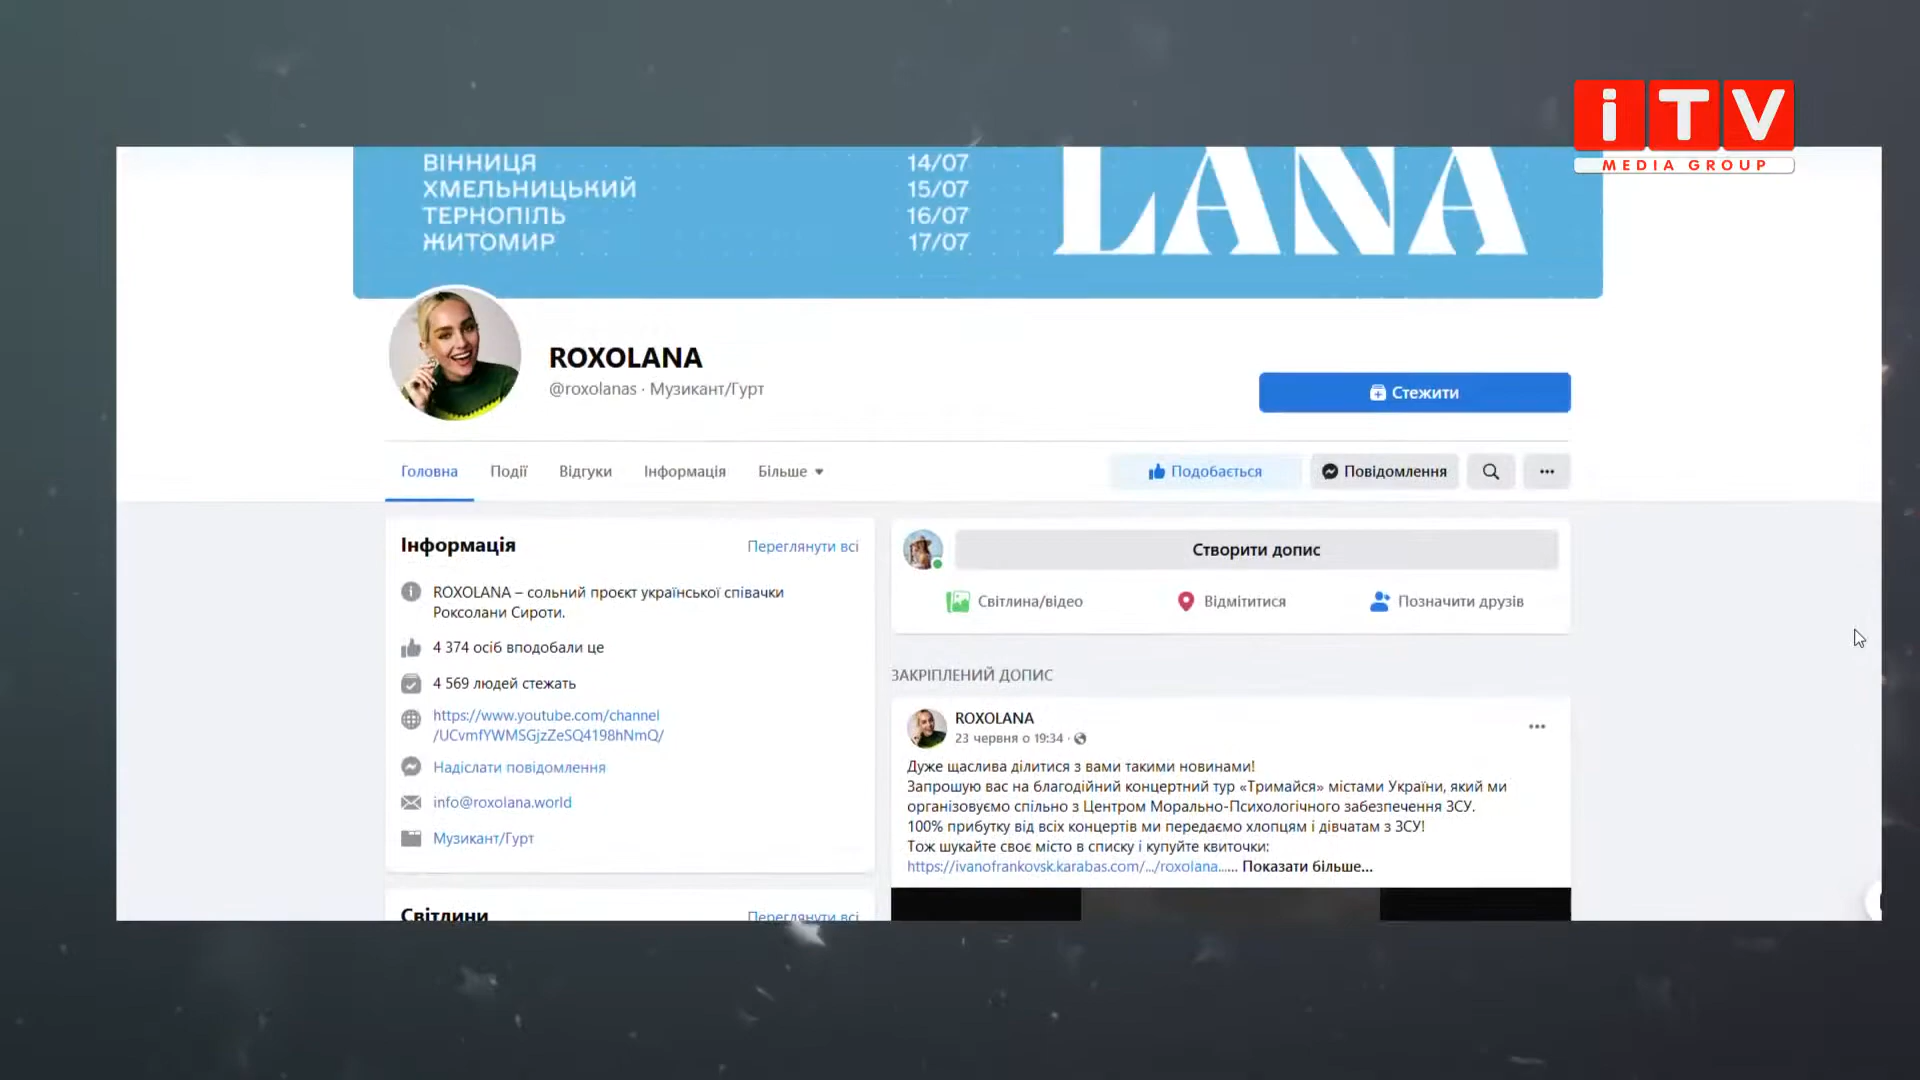 iTV
MEDIA GROUP
ВІННИЦЯ 14/07
ХМЕЛЬНИЦЬКИЙ 15/07
ТЕРНОПІЛЬ 16/07
ЖИТОМИР 17/07
LANA
ROXOLANA
@roxolanas · Музикант/Гурт
Стежити
Головна Події Відгуки Інформація Більше
Подобається Повідомлення
Інформація Переглянути всі
ROXOLANA – сольний проєкт української співачки
Роксолани Сироти.
4 374 осіб вподобали це
4 569 людей стежать
https://www.youtube.com/channel
/UCvmfYWMSGjzZeSQ4198hNmQ/
Надіслати повідомлення
info@roxolana.world
Музикант/Гурт
Світлини Переглянути всі
Створити допис
Світлина/відео Відмітитися Позначити друзів
ЗАКРІПЛЕНИЙ ДОПИС
ROXOLANA
23 червня о 19:34 ·
Дуже щаслива ділитися з вами такими новинами!
Запрошую вас на благодійний концертний тур «Тримайся» містами України, який ми
організовуємо спільно з Центром Морально-Психологічного забезпечення ЗСУ.
100% прибутку від всіх концертів ми передаємо хлопцям і дівчатам з ЗСУ!
Тож шукайте своє місто в списку і купуйте квиточки:
https://ivanofrankovsk.karabas.com/.../roxolana...... Показати більше...